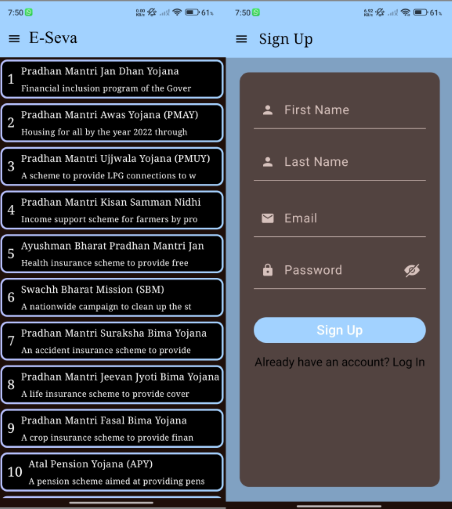 7:50
61%
E-Seva
1 Pradhan Mantri Jan Dhan Yojana
Financial inclusion program of the Gover
2 Pradhan Mantri Awas Yojana (PMAY)
Housing for all by the year 2022 through
3 Pradhan Mantri Ujjwala Yojana (PMUY)
A scheme to provide LPG connections to w
4 Pradhan Mantri Kisan Samman Nidhi
Income support scheme for farmers by pro
5 Ayushman Bharat Pradhan Mantri Jan
Health insurance scheme to provide free
6 Swachh Bharat Mission (SBM)
A nationwide campaign to clean up the st
7 Pradhan Mantri Suraksha Bima Yojana
An accident insurance scheme to provide
8 Pradhan Mantri Jeevan Jyoti Bima Yojana
A life insurance scheme to provide cover
9 Pradhan Mantri Fasal Bima Yojana
A crop insurance scheme to provide finan
10 Atal Pension Yojana (APY)
A pension scheme aimed at providing pens
7:50
61%
Sign Up
First Name
Last Name
Email
Password
Sign Up
Already have an account? Log In